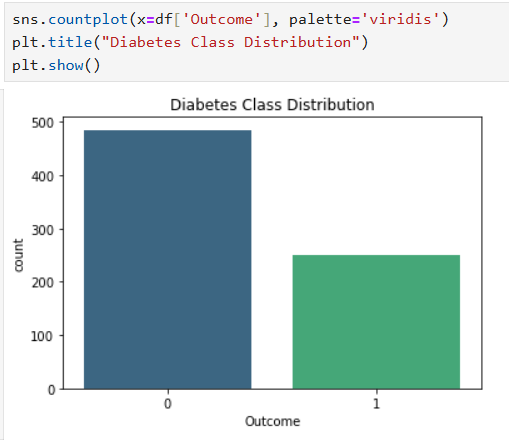 sns.countplot(x=df['Outcome'], palette='viridis')
plt.title("Diabetes Class Distribution")
plt.show()
Diabetes Class Distribution
500
400
300
200
100
0
count
0 1
Outcome